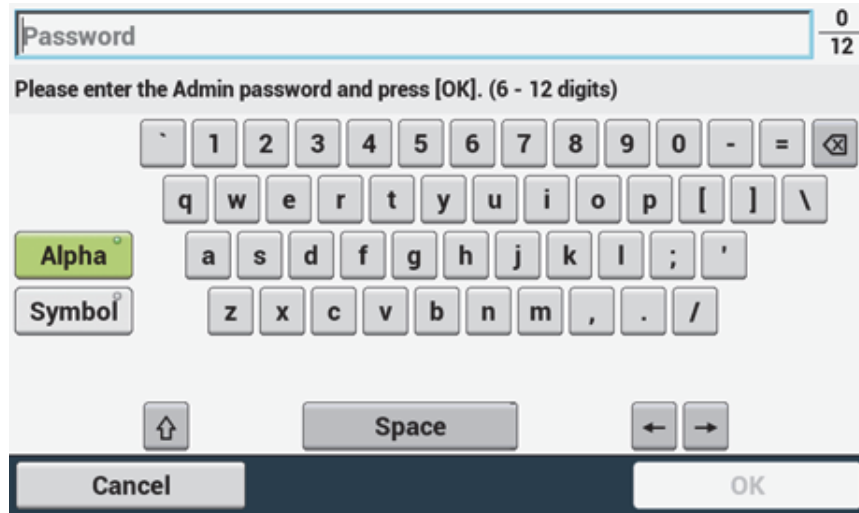 Password
0
12
Please enter the Admin password and press [OK]. (6 - 12 digits)
` 1 2 3 4 5 6 7 8 9 0 - =
q w e r t y u i o p [ ] \
Alpha a s d f g h j k l ; '
Symbol z x c v b n m , . /
Space ← →
Cancel OK